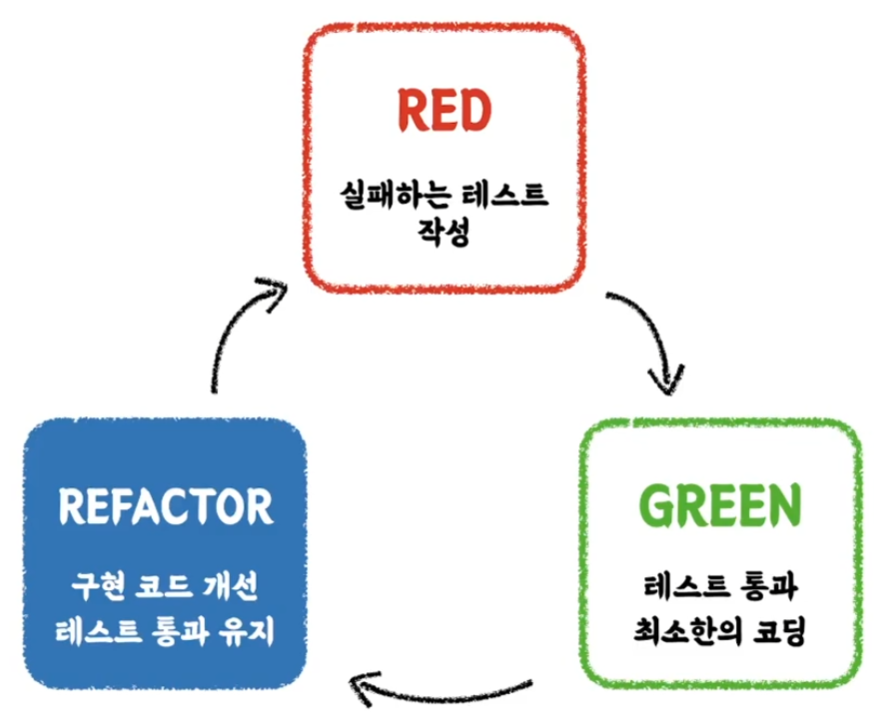 RED
실패하는 테스트
작성
REFACTOR
구현 코드 개선
테스트 통과 유지
GREEN
테스트 통과
최소한의 코딩